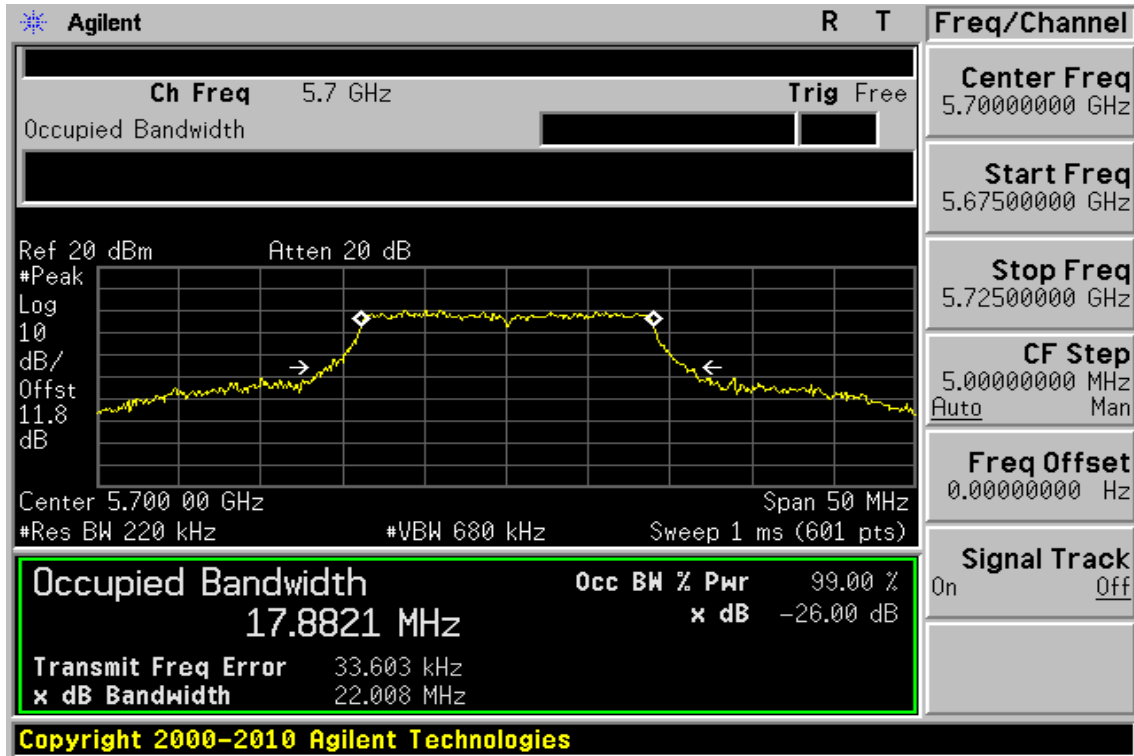 Agilent R T
Freq/Channel
Ch Freq 5.7 GHz Trig Free
Occupied Bandwidth
Center Freq
5.70000000 GHz
Start Freq
5.67500000 GHz
Stop Freq
5.72500000 GHz
CF Step
5.00000000 MHz
Auto Man
Freq Offset
0.00000000 Hz
Signal Track
On Off
Ref 20 dBm Atten 20 dB
#Peak
Log
10
dB/
Offst
11.8
dB
Center 5.700 00 GHz Span 50 MHz
#Res BW 220 kHz #VBW 680 kHz Sweep 1 ms (601 pts)
Occupied Bandwidth
17.8821 MHz
Occ BW % Pwr 99.00 %
x dB -26.00 dB
Transmit Freq Error 33.603 kHz
x dB Bandwidth 22.008 MHz
Copyright 2000-2010 Agilent Technologies